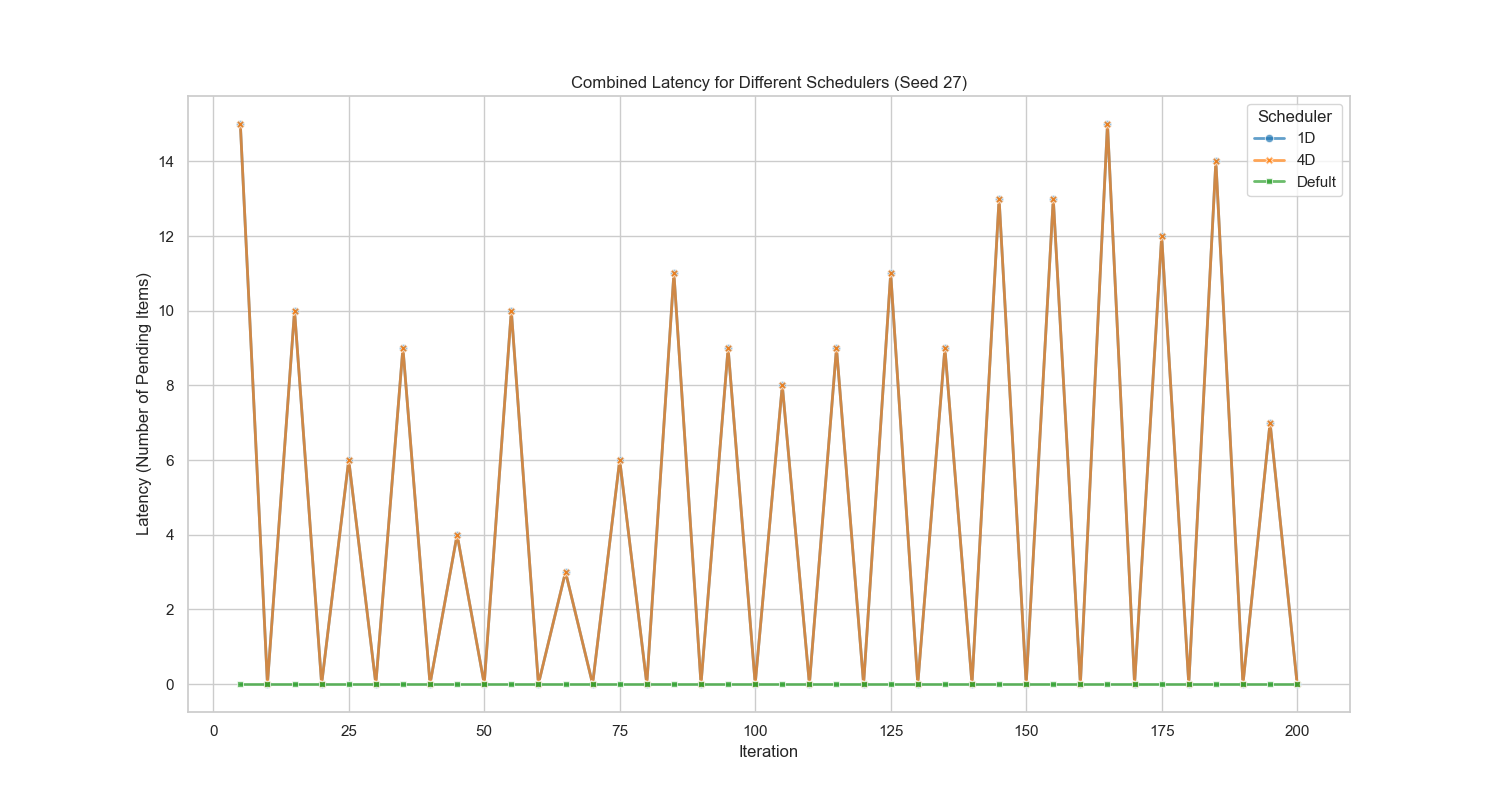 Combined Latency for Different Schedulers (Seed 27)
Scheduler
1D
4D
Defult
Latency (Number of Pending Items)
14
12
10
8
6
4
2
0
0 25 50 75 100 125 150 175 200
Iteration